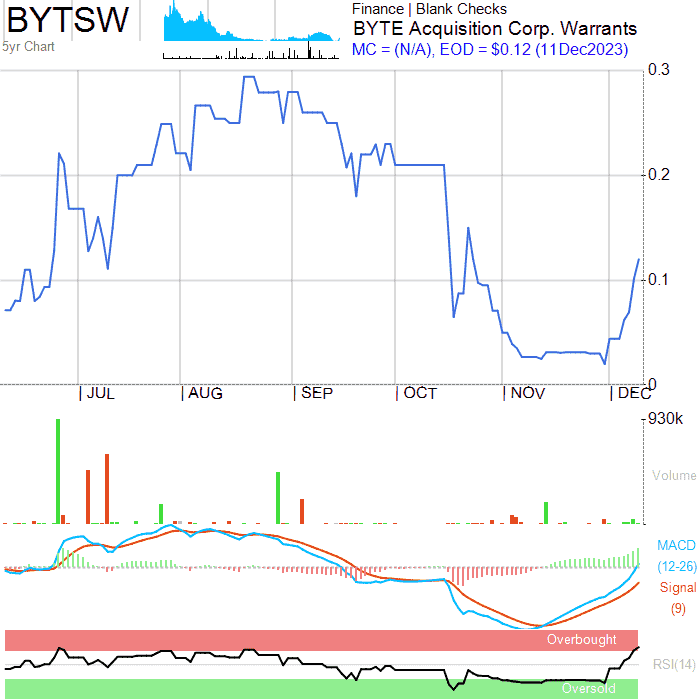 BYTSW
5yr Chart
Finance | Blank Checks
BYTE Acquisition Corp. Warrants
MC = (N/A), EOD = $0.12 (11Dec2023)
0.3
0.2
0.1
0
| JUL | AUG | SEP | OCT | NOV | DEC
930k
Volume
MACD
(12-26)
Signal
(9)
Overbought
RSI(14)
Oversold